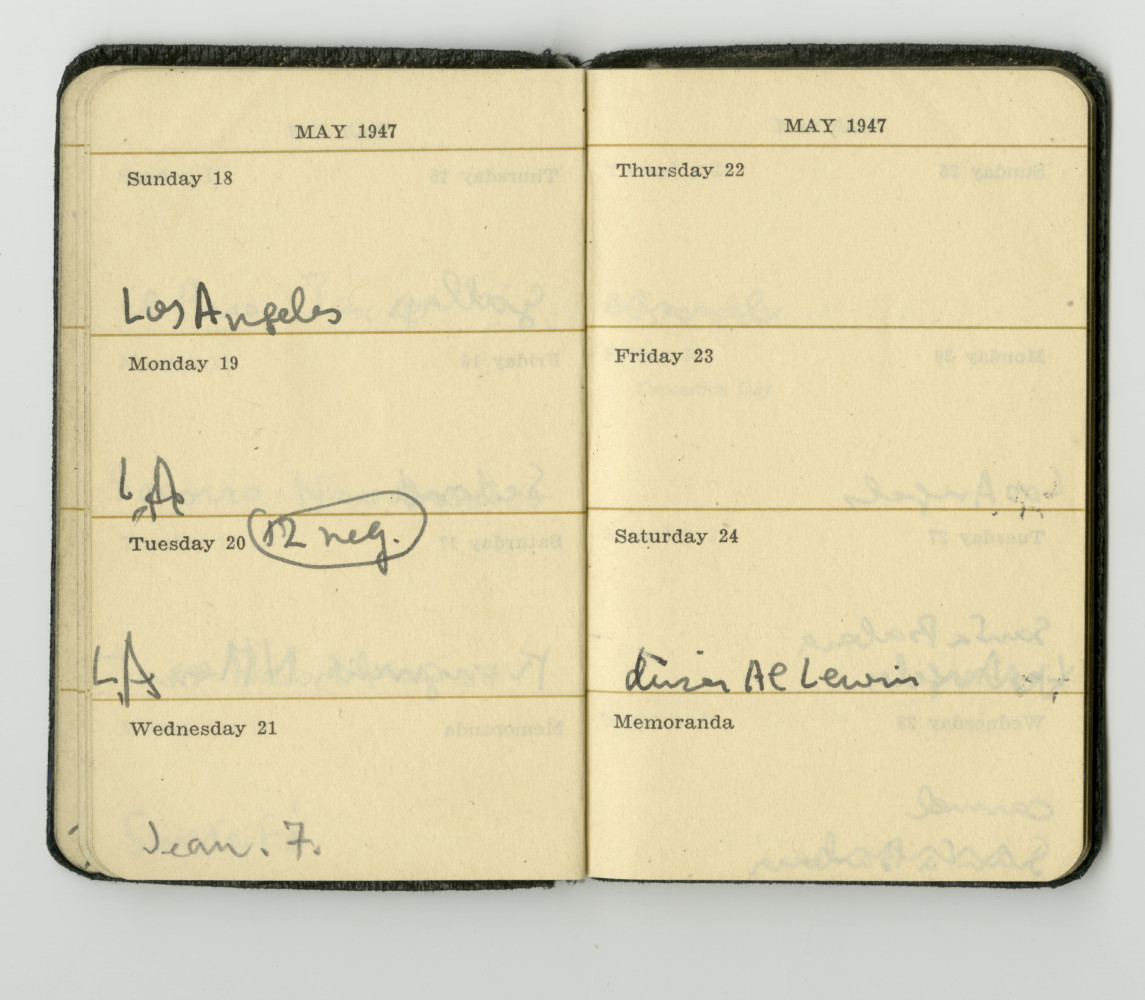 MAY 1947
Sunday 18
Los Angeles
Monday 19
L.A
Tuesday 20
12 neg.
L.A
Wednesday 21
Jean. 7.
MAY 1947
Thursday 22
Friday 23
Saturday 24
diner Al Lewin
Memoranda